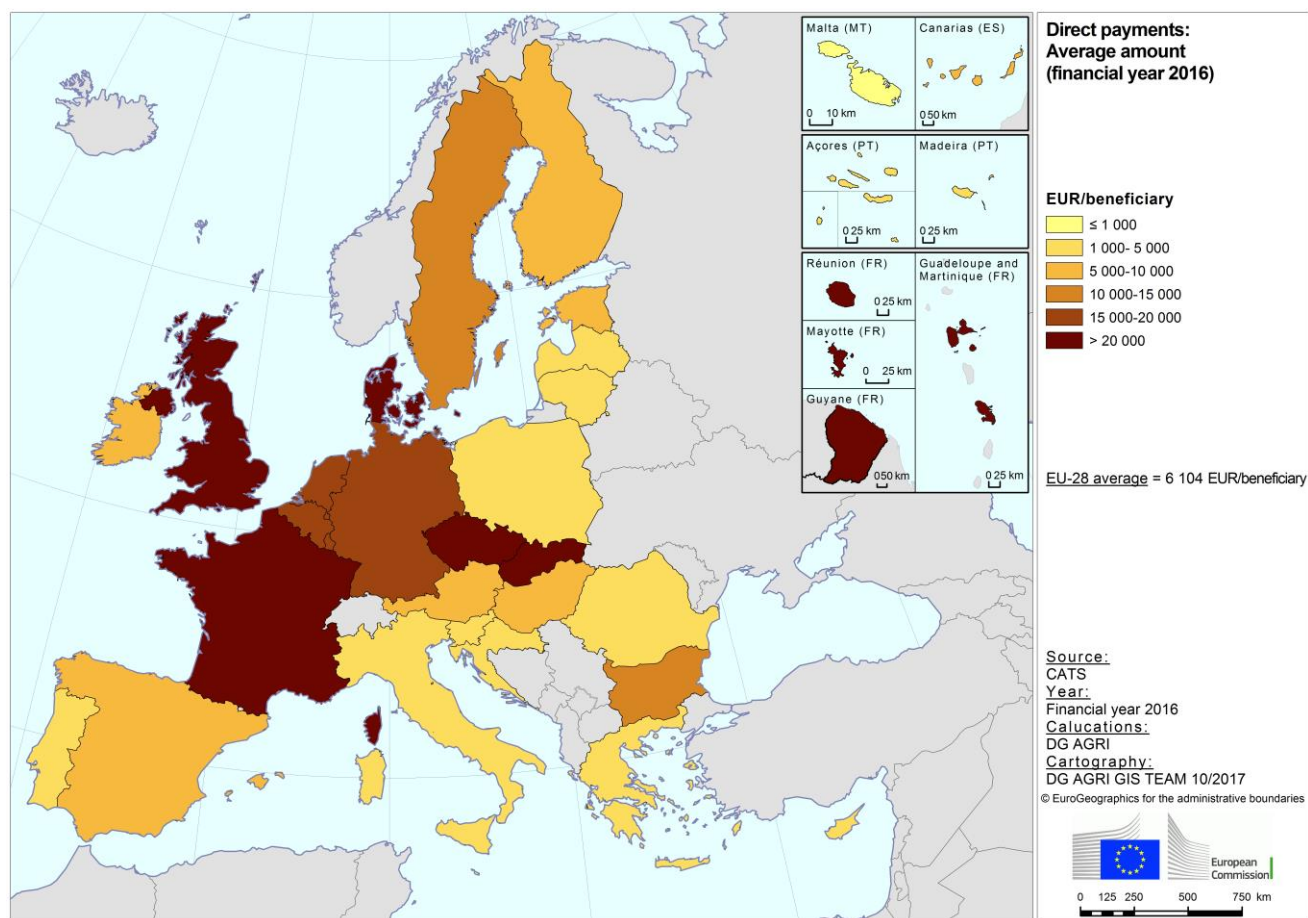 Malta (MT)
0 10 km
Canarias (ES)
0 50 km
Açores (PT)
0 25 km
Madeira (PT)
0 25 km
Réunion (FR)
0 25 km
Guadeloupe and
Martinique (FR)
0 25 km
Mayotte (FR)
0 25 km
Guyane (FR)
0 50 km
Direct payments:
Average amount
(financial year 2016)
EUR/beneficiary
≤ 1 000
1 000- 5 000
5 000-10 000
10 000-15 000
15 000-20 000
> 20 000
EU-28 average = 6 104 EUR/beneficiary
Source:
CATS
Year:
Financial year 2016
Calucations:
DG AGRI
Cartography:
DG AGRI GIS TEAM 10/2017
© EuroGeographics for the administrative boundaries
European
Commission
0 125 250 500 750 km